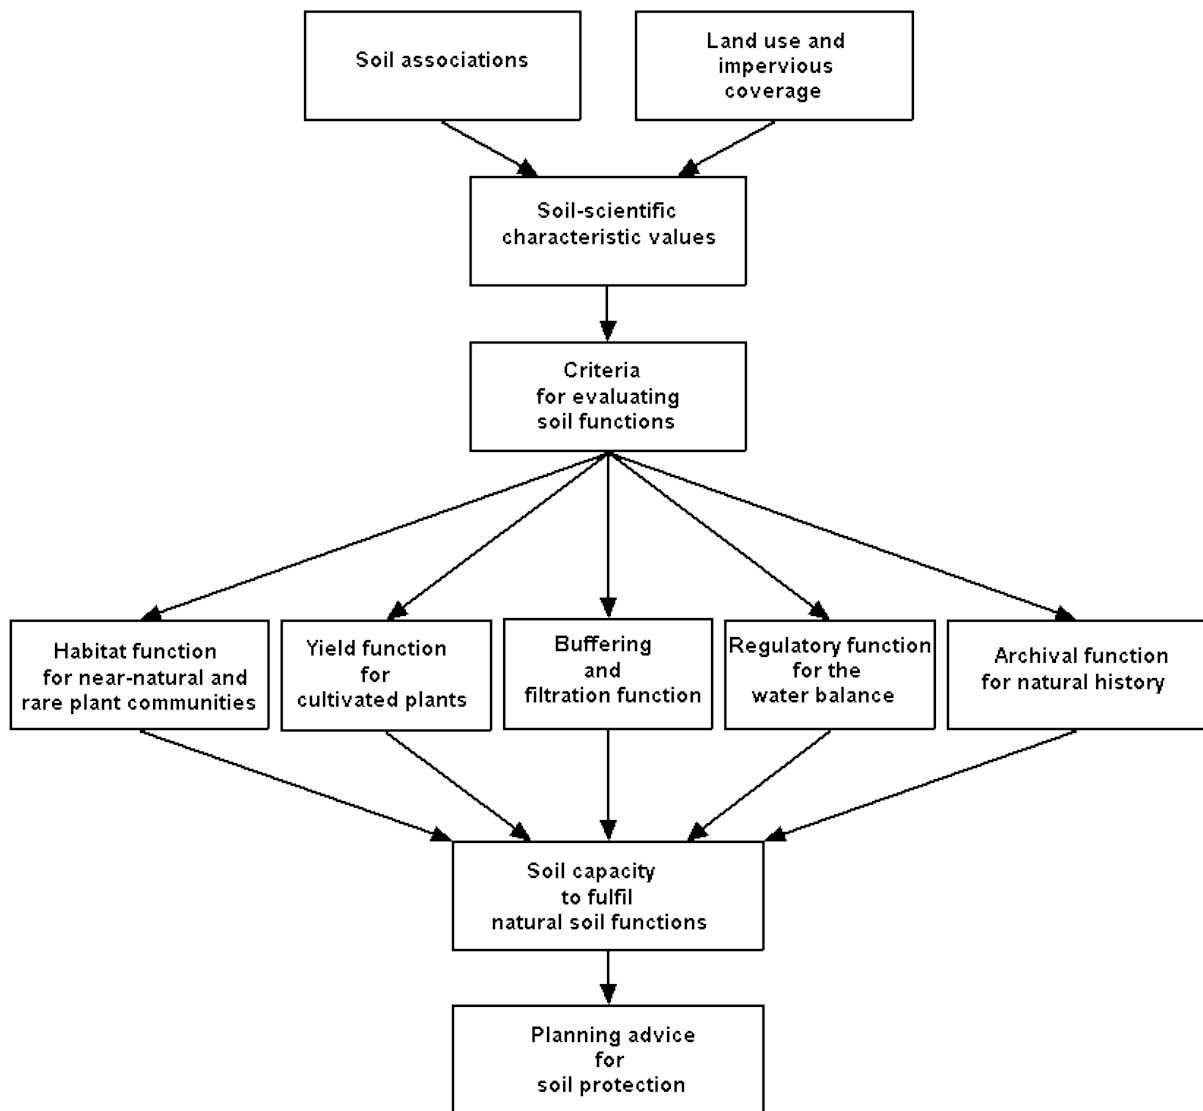 Soil associations
Land use and
impervious
coverage
Soil-scientific
characteristic values
Criteria
for evaluating
soil functions
Habitat function
for near-natural and
rare plant communities
Yield function
for
cultivated plants
Buffering
and
filtration function
Regulatory function
for the
water balance
Archival function
for natural history
Soil capacity
to fulfil
natural soil functions
Planning advice
for
soil protection